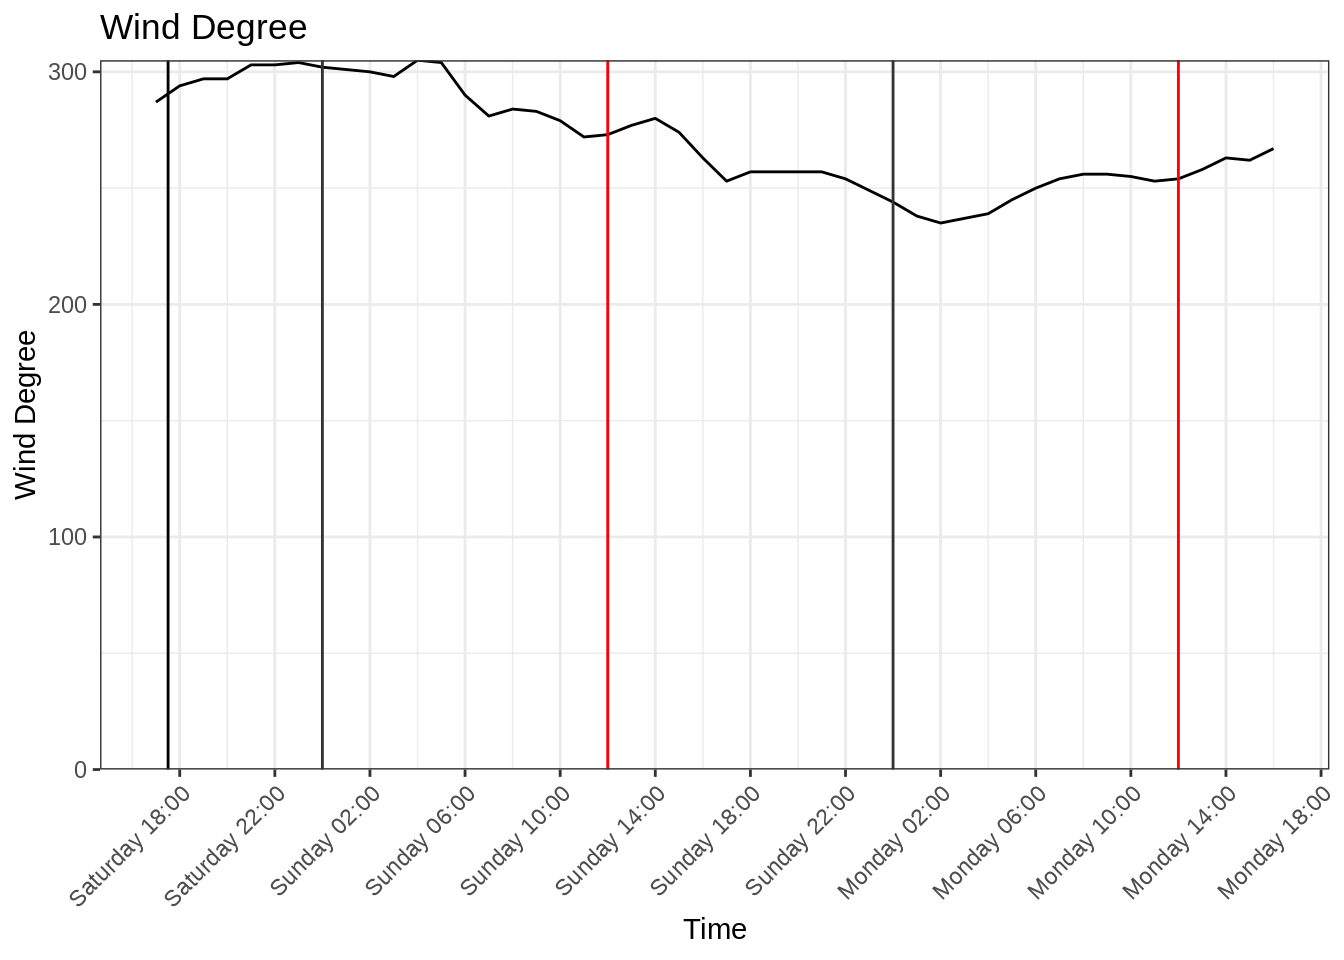 Wind Degree
Wind Degree
300
200
100
0
Saturday 18:00
Saturday 22:00
Sunday 02:00
Sunday 06:00
Sunday 10:00
Sunday 14:00
Sunday 18:00
Sunday 22:00
Monday 02:00
Monday 06:00
Monday 10:00
Monday 14:00
Monday 18:00
Time